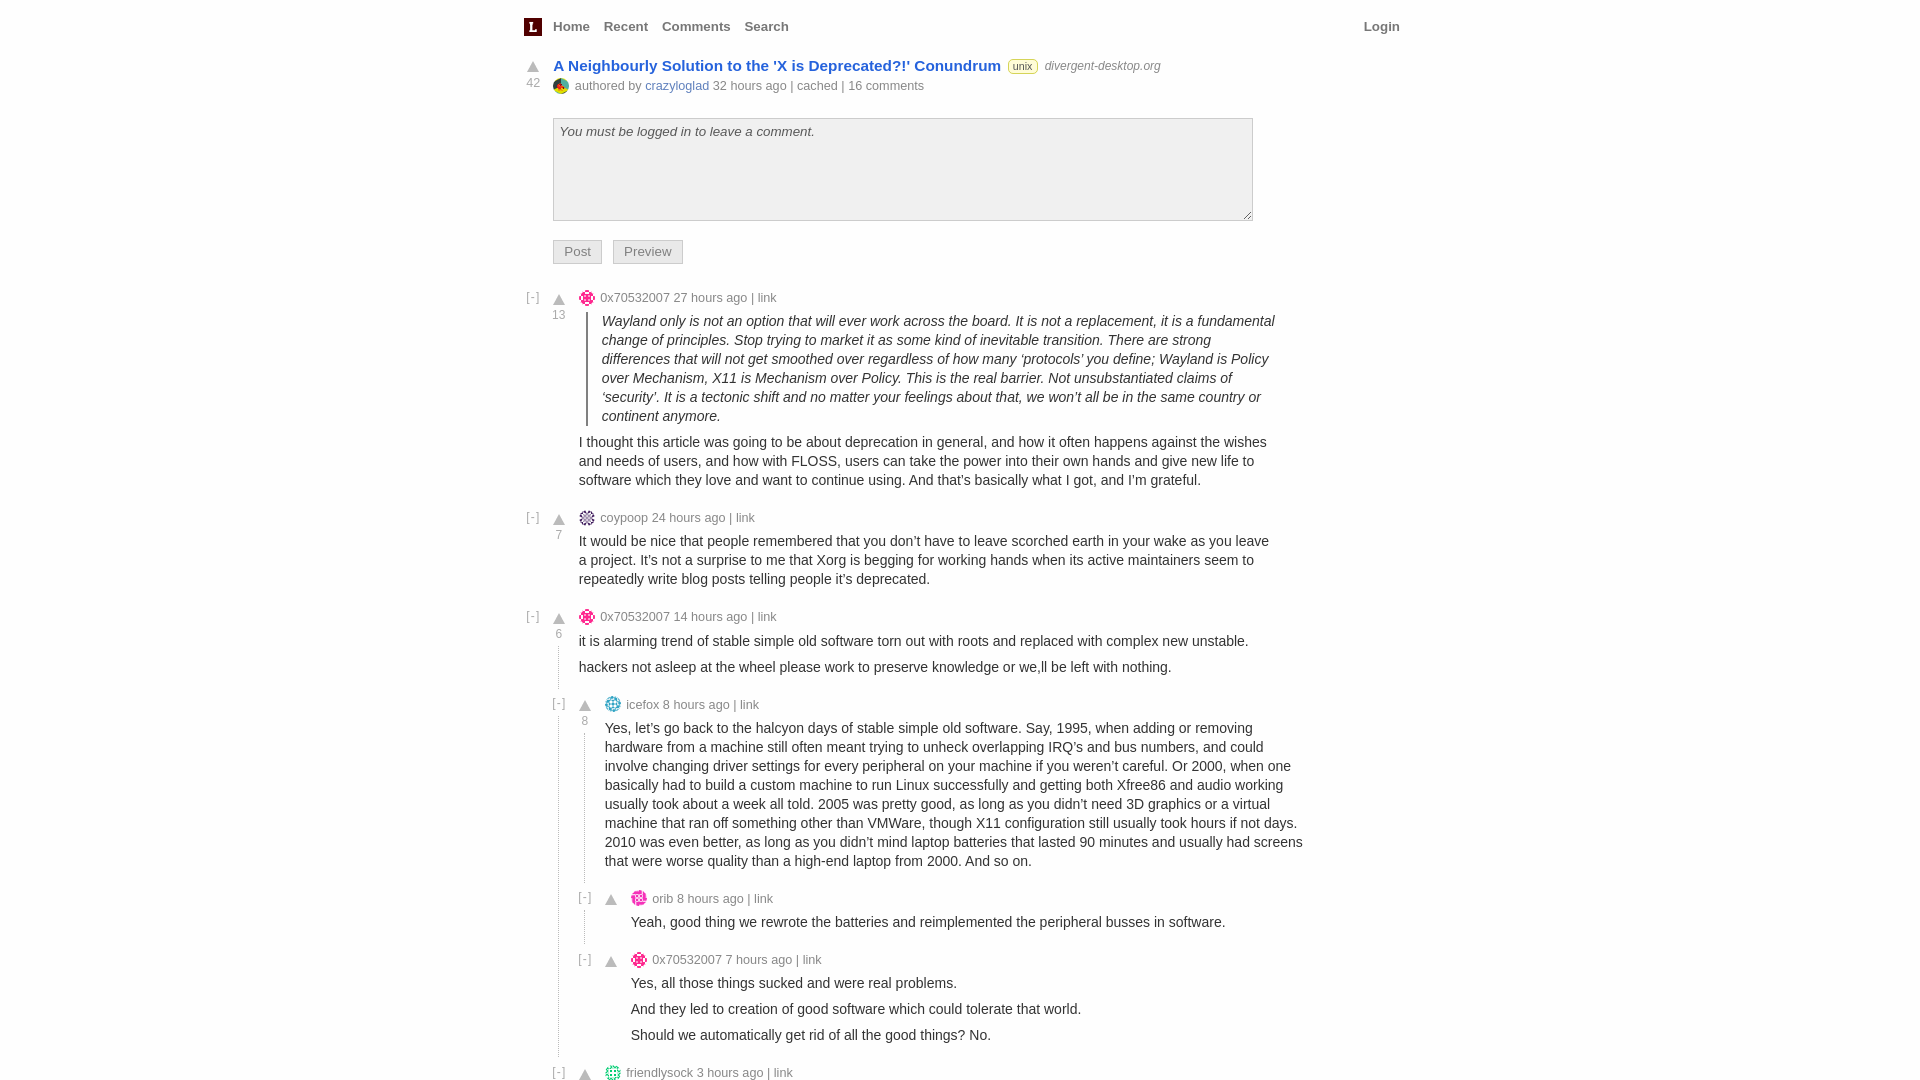 L Home Recent Comments Search Login
A Neighbourly Solution to the 'X is Deprecated?!' Conundrum unix divergent-desktop.org
42
authored by crazyloglad 32 hours ago | cached | 16 comments
You must be logged in to leave a comment.
Post Preview
[-] 0x70532007 27 hours ago | link
13
Wayland only is not an option that will ever work across the board. It is not a replacement, it is a fundamental
change of principles. Stop trying to market it as some kind of inevitable transition. There are strong
differences that will not get smoothed over regardless of how many ‘protocols’ you define; Wayland is Policy
over Mechanism, X11 is Mechanism over Policy. This is the real barrier. Not unsubstantiated claims of
‘security’. It is a tectonic shift and no matter your feelings about that, we won’t all be in the same country or
continent anymore.
I thought this article was going to be about deprecation in general, and how it often happens against the wishes
and needs of users, and how with FLOSS, users can take the power into their own hands and give new life to
software which they love and want to continue using. And that’s basically what I got, and I’m grateful.
[-] coypoop 24 hours ago | link
7
It would be nice that people remembered that you don’t have to leave scorched earth in your wake as you leave
a project. It’s not a surprise to me that Xorg is begging for working hands when its active maintainers seem to
repeatedly write blog posts telling people it’s deprecated.
[-] 0x70532007 14 hours ago | link
6
it is alarming trend of stable simple old software torn out with roots and replaced with complex new unstable.
hackers not asleep at the wheel please work to preserve knowledge or we,ll be left with nothing.
[-] icefox 8 hours ago | link
8
Yes, let’s go back to the halcyon days of stable simple old software. Say, 1995, when adding or removing
hardware from a machine still often meant trying to unheck overlapping IRQ’s and bus numbers, and could
involve changing driver settings for every peripheral on your machine if you weren’t careful. Or 2000, when one
basically had to build a custom machine to run Linux successfully and getting both Xfree86 and audio working
usually took about a week all told. 2005 was pretty good, as long as you didn’t need 3D graphics or a virtual
machine that ran off something other than VMWare, though X11 configuration still usually took hours if not days.
2010 was even better, as long as you didn’t mind laptop batteries that lasted 90 minutes and usually had screens
that were worse quality than a high-end laptop from 2000. And so on.
[-] orib 8 hours ago | link
Yeah, good thing we rewrote the batteries and reimplemented the peripheral busses in software.
[-] 0x70532007 7 hours ago | link
Yes, all those things sucked and were real problems.
And they led to creation of good software which could tolerate that world.
Should we automatically get rid of all the good things? No.
[-] friendlysock 3 hours ago | link